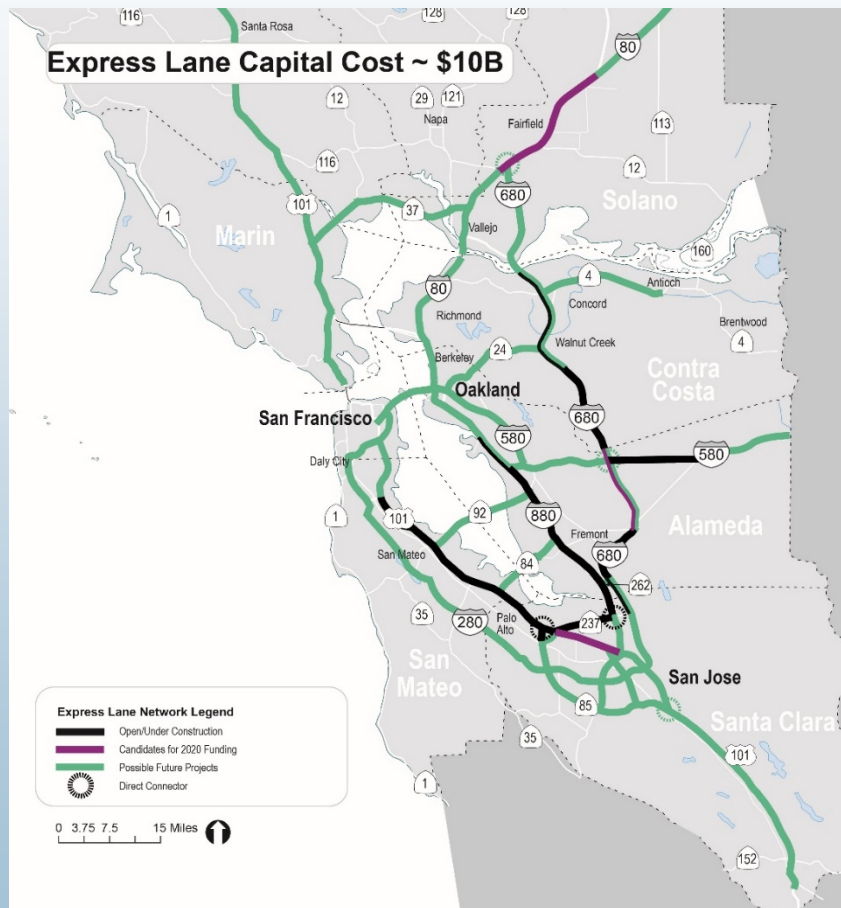 116
Santa Rosa
128
128
80
Express Lane Capital Cost ~ $10B
12
29
121
Napa
Fairfield
113
116
12
680
Solano
1
101
37
Vallejo
Marin
160
80
4
Antioch
Concord
Richmond
Brentwood
Walnut Creek
4
Berkeley
24
Contra
Costa
Oakland
San Francisco
680
580
580
Daly City
1
101
92
880
Fremont
Alameda
San Mateo
84
680
262
35
280
Palo
Alto
237
San
Mateo
San Jose
85
Santa Clara
35
101
1
152
Express Lane Network Legend
Open/Under Construction
Candidates for 2020 Funding
Possible Future Projects
Direct Connector
0 3.75 7.5 15 Miles